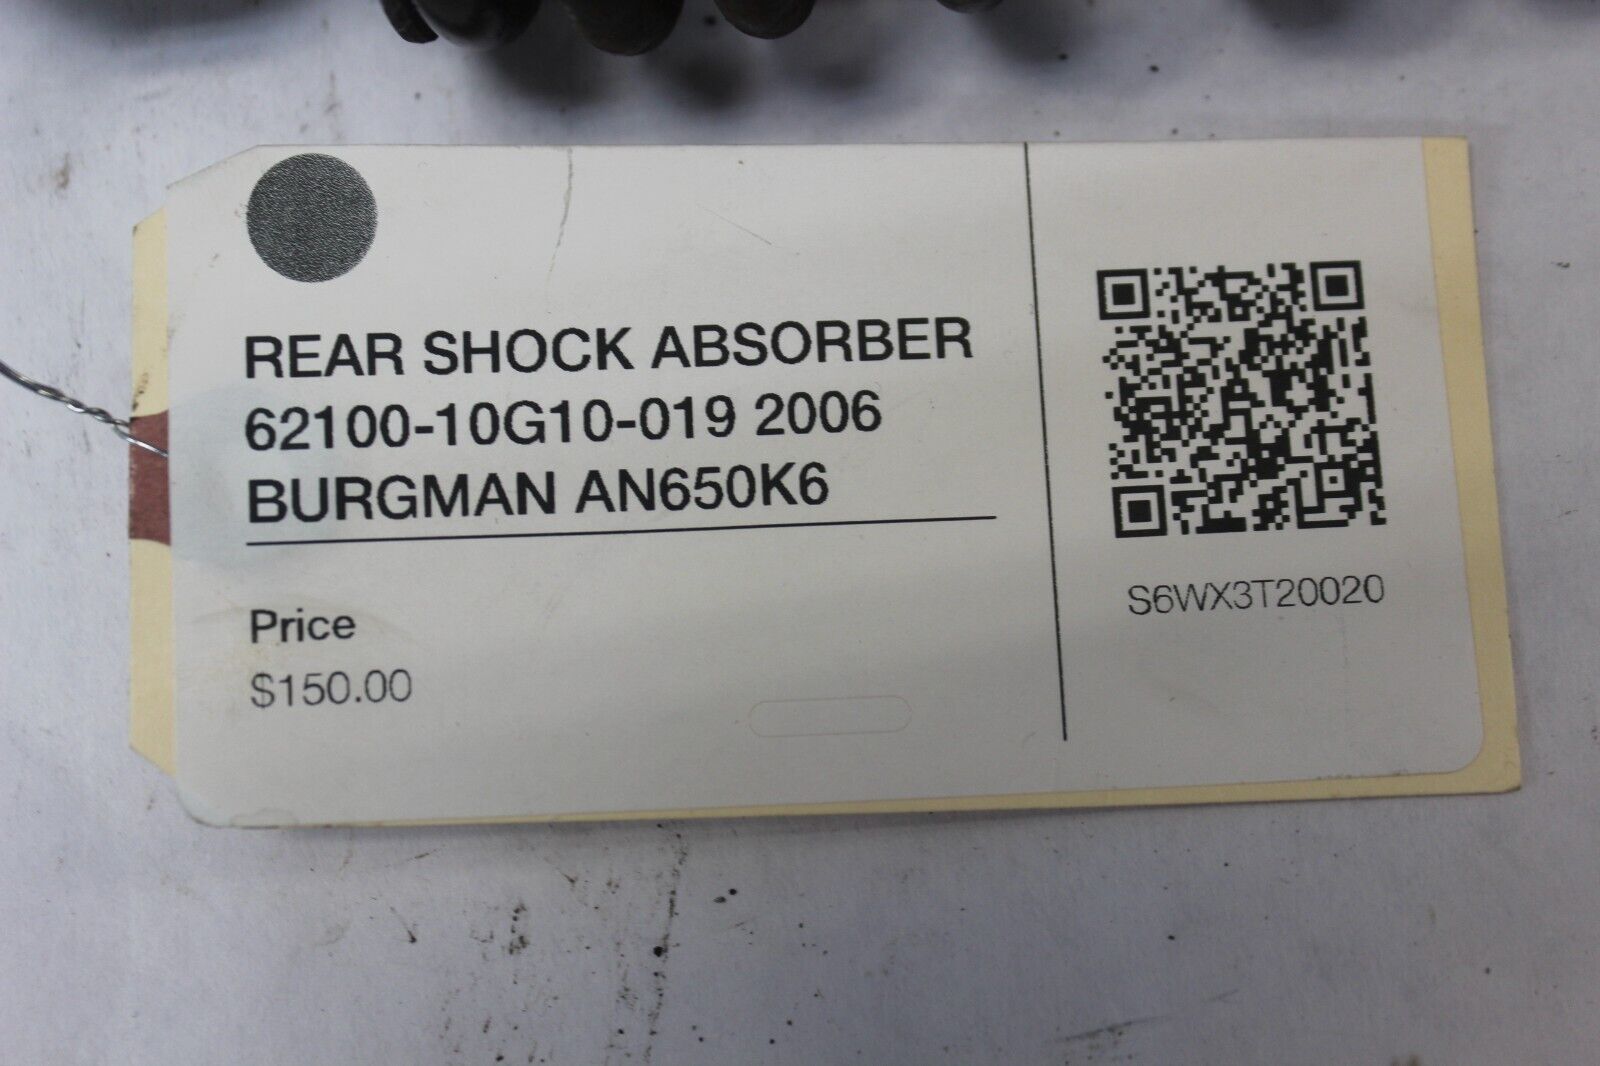 REAR SHOCK ABSORBER
62100-10G10-019 2006
BURGMAN AN650K6
Price
$150.00
S6WX3T20020